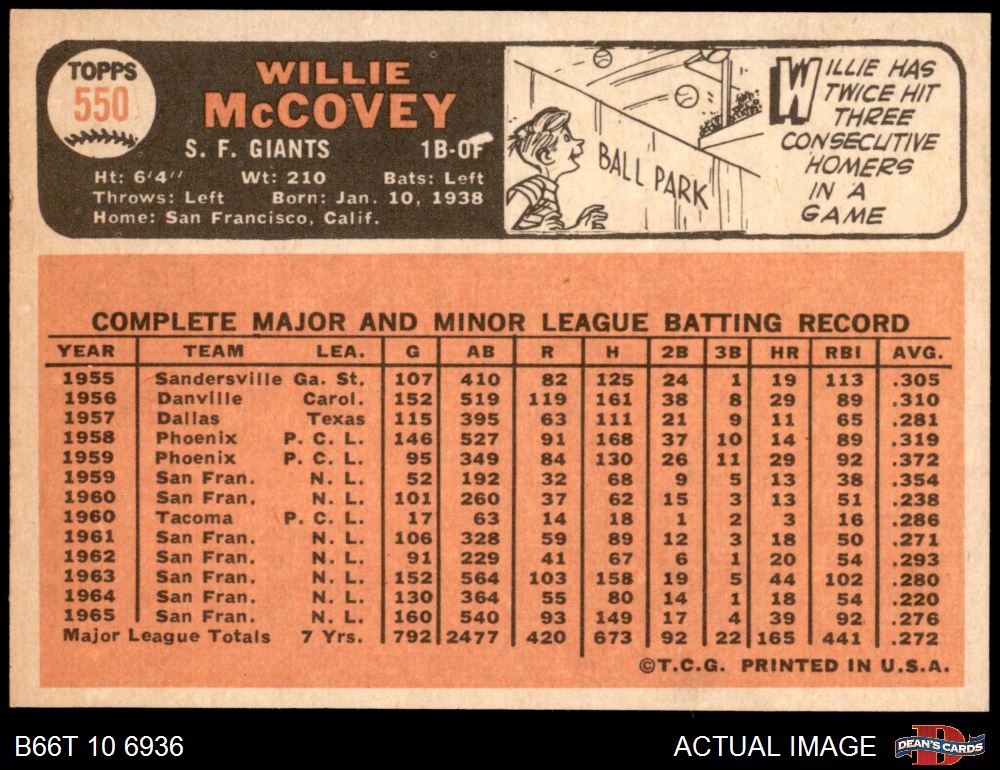 TOPPS
550
WILLIE
McCOVEY
S. F. GIANTS 1B-OF
Ht: 6'4" Wt: 210 Bats: Left
Throws: Left Born: Jan. 10, 1938
Home: San Francisco, Calif.
BALL PARK
WILLIE HAS
TWICE HIT
THREE
CONSECUTIVE
HOMERS
IN A
GAME
COMPLETE MAJOR AND MINOR LEAGUE BATTING RECORD
YEAR TEAM LEA. G AB R H 2B 3B HR RBI AVG.
1955 Sandersville Ga. St. 107 410 82 125 24 1 19 113 .305
1956 Danville Carol. 152 519 119 161 38 8 29 89 .310
1957 Dallas Texas 115 395 63 111 21 9 11 65 .281
1958 Phoenix P. C. L. 146 527 91 168 37 10 14 89 .319
1959 Phoenix P. C. L. 95 349 84 130 26 11 29 92 .372
1959 San Fran. N. L. 52 192 32 68 9 5 13 38 .354
1960 San Fran. N. L. 101 260 37 62 15 3 13 51 .238
1960 Tacoma P. C. L. 17 63 14 18 1 2 3 16 .286
1961 San Fran. N. L. 106 328 59 89 12 3 18 50 .271
1962 San Fran. N. L. 91 229 41 67 6 1 20 54 .293
1963 San Fran. N. L. 152 564 103 158 19 5 44 102 .280
1964 San Fran. N. L. 130 364 55 80 14 1 18 54 .220
1965 San Fran. N. L. 160 540 93 149 17 4 39 92 .276
Major League Totals 7 Yrs. 792 2477 420 673 92 22 165 441 .272
©T.C.G. PRINTED IN U.S.A.
B66T 10 6936 ACTUAL IMAGE
DEAN'S CARDS